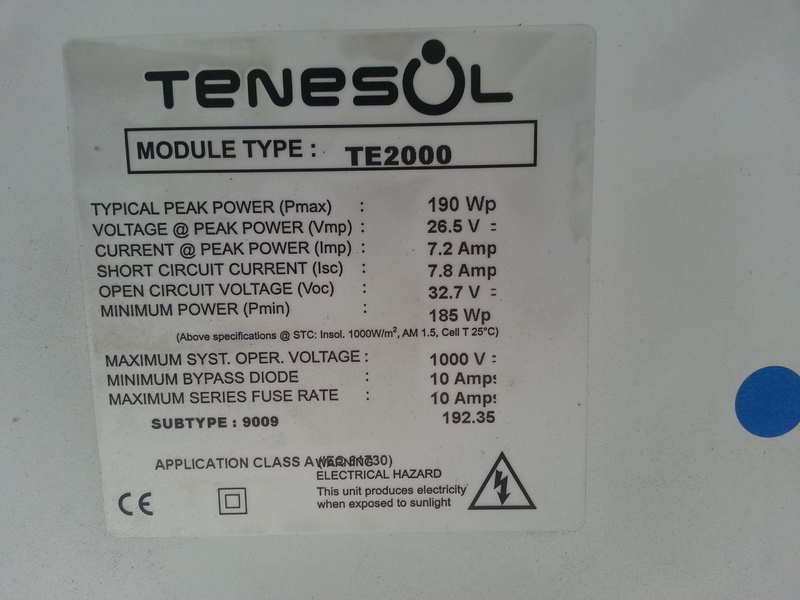 TENESOL
MODULE TYPE : TE2000
TYPICAL PEAK POWER (Pmax) : 190 Wp
VOLTAGE @ PEAK POWER (Vmp) : 26.5 V =
CURRENT @ PEAK POWER (Imp) : 7.2 Amp
SHORT CIRCUIT CURRENT (Isc) : 7.8 Amp
OPEN CIRCUIT VOLTAGE (Voc) : 32.7 V =
MINIMUM POWER (Pmin) : 185 Wp
(Above specifications @ STC: Insol. 1000W/m², AM 1.5, Cell T 25°C)
MAXIMUM SYST. OPER. VOLTAGE : 1000 V =
MINIMUM BYPASS DIODE : 10 Amps
MAXIMUM SERIES FUSE RATE : 10 Amps
SUBTYPE : 9009 192.35
APPLICATION CLASS A (IEC 61730)
WARNING
ELECTRICAL HAZARD
This unit produces electricity
when exposed to sunlight
CE